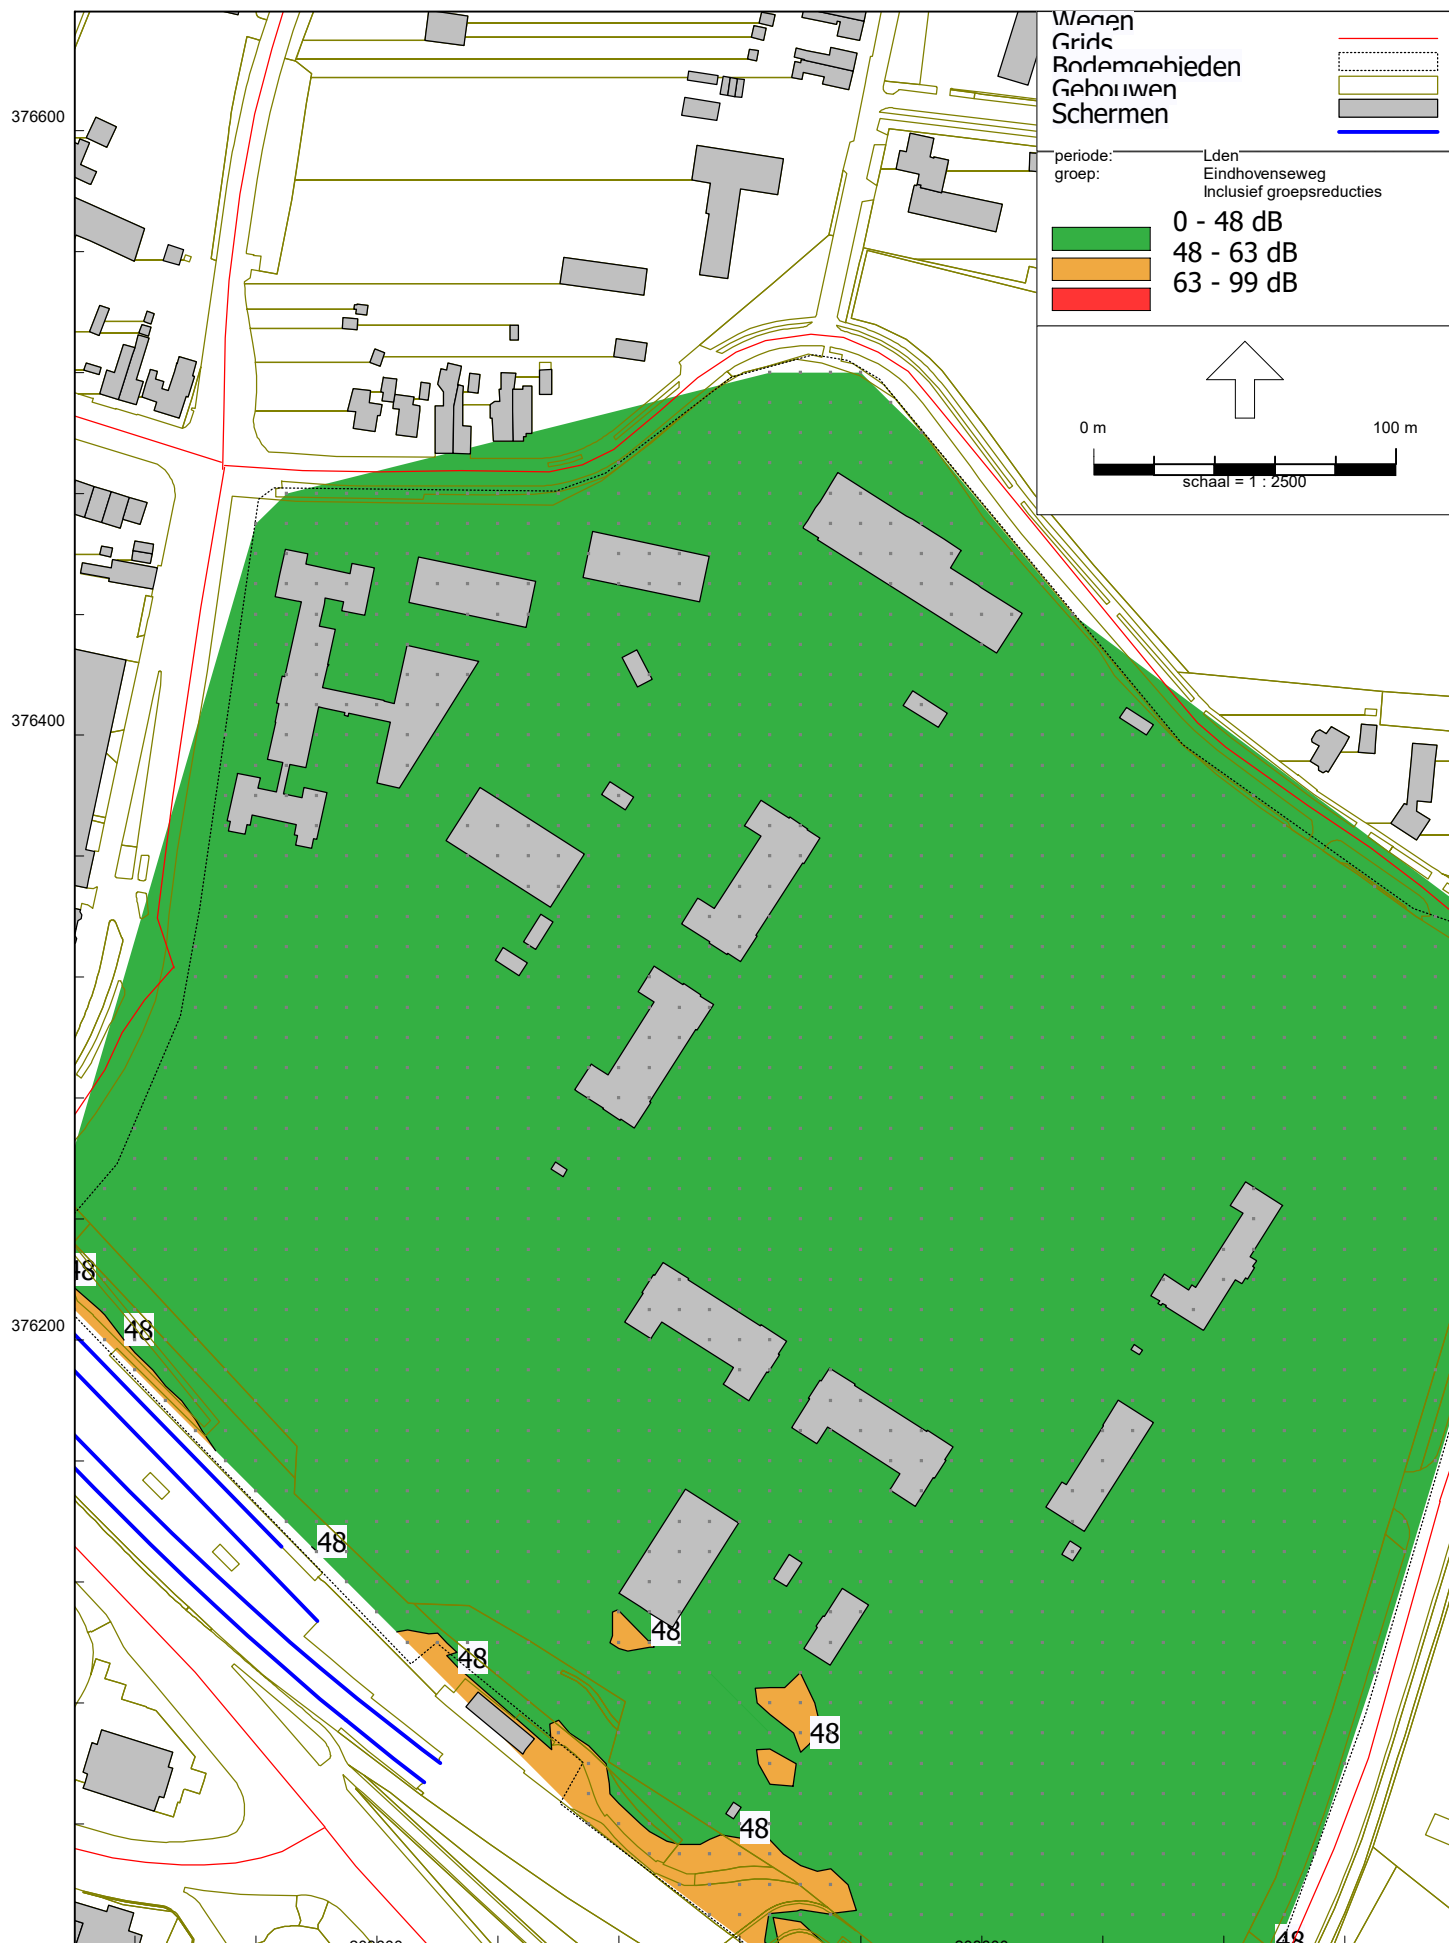 Wegen
Grids
Bodemgebieden
Gebouwen
Schermen
periode: Lden
groep: Eindhovenseweg
Inclusief groepsreducties
0 - 48 dB
48 - 63 dB
63 - 99 dB
0 m 100 m
schaal = 1 : 2500
376600
376400
376200
48
48
48
48
48
48
48
48